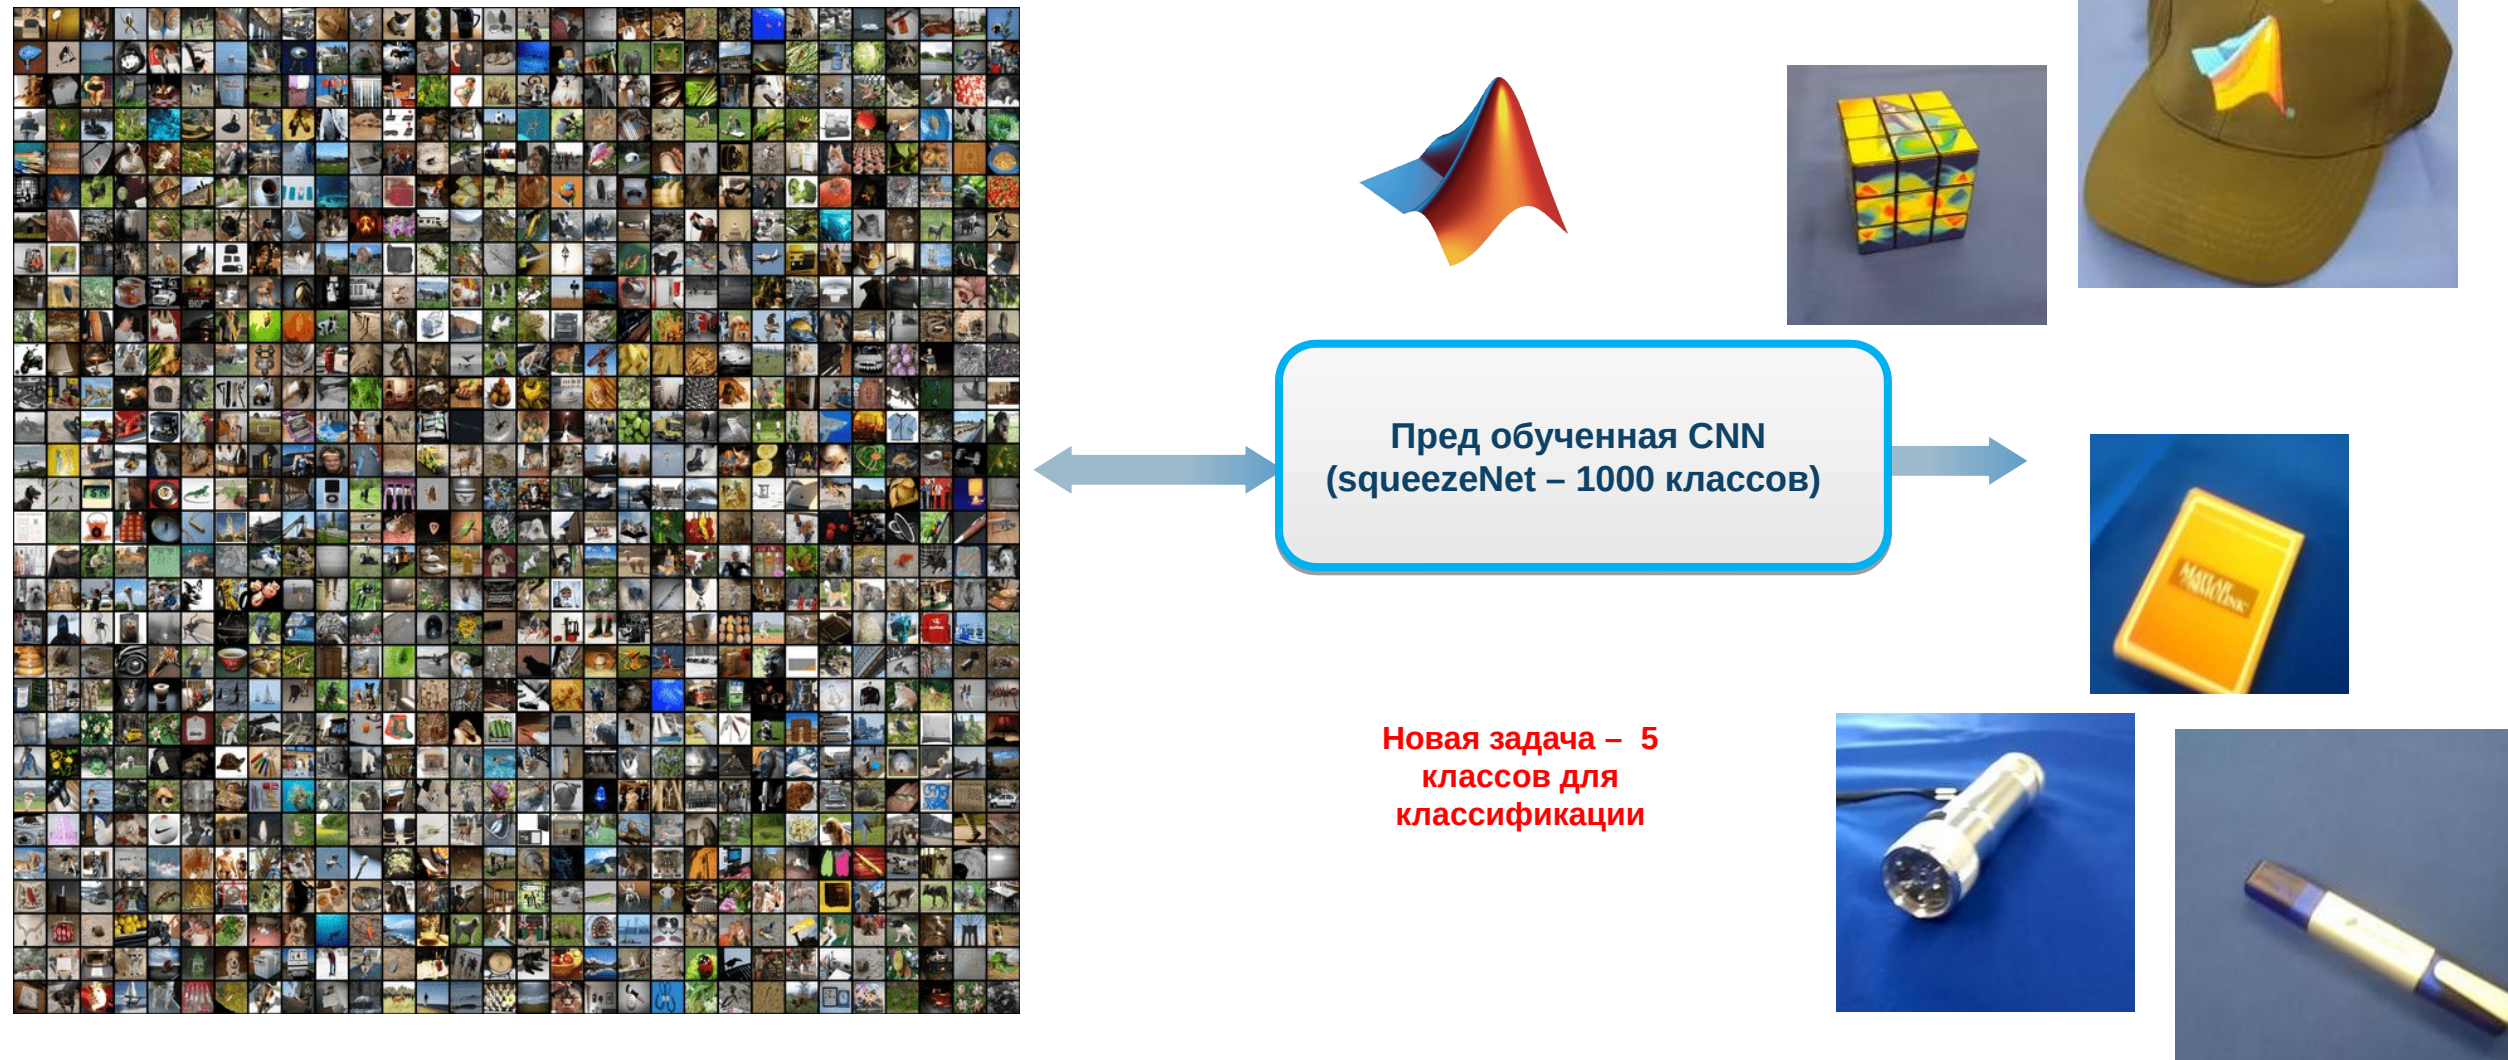 Пред обученная CNN
(squeezeNet – 1000 классов)
Новая задача – 5
классов для
классификации